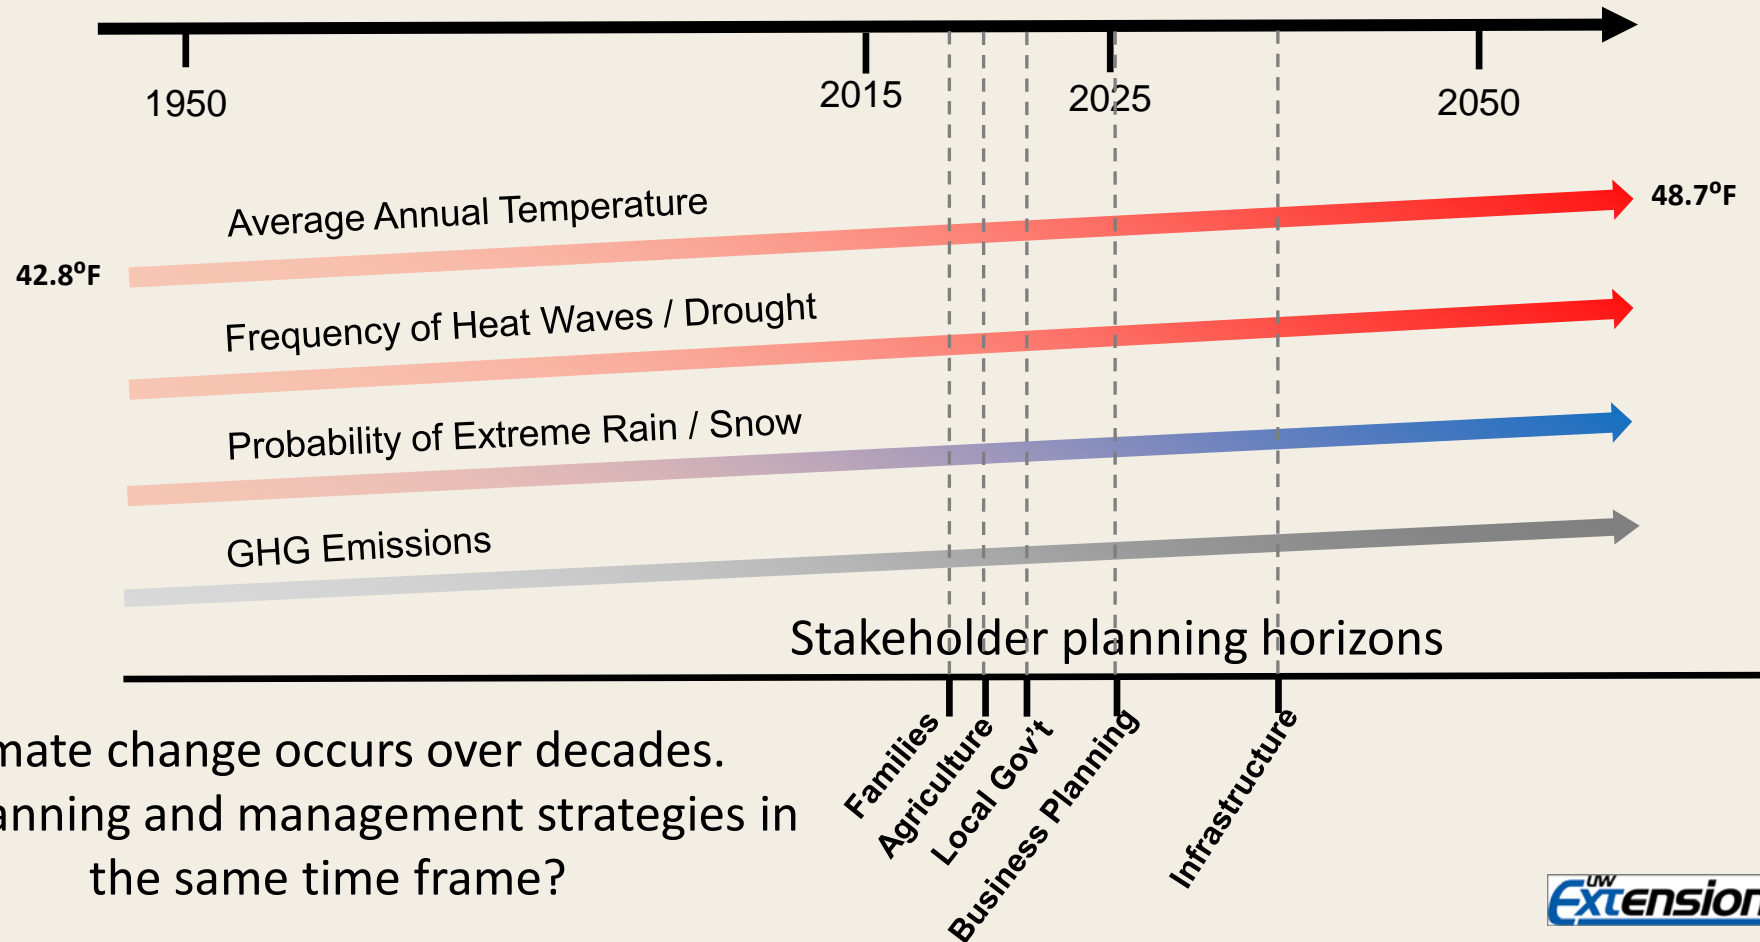 1950
2015
2025
2050
Average Annual Temperature
48.7⁰F
42.8⁰F
Frequency of Heat Waves / Drought
Probability of Extreme Rain / Snow
GHG Emissions
Stakeholder planning horizons
Families
Agriculture
Local Gov't
Business Planning
Infrastructure
mate change occurs over decades.
anning and management strategies in
the same time frame?
UW
Extension